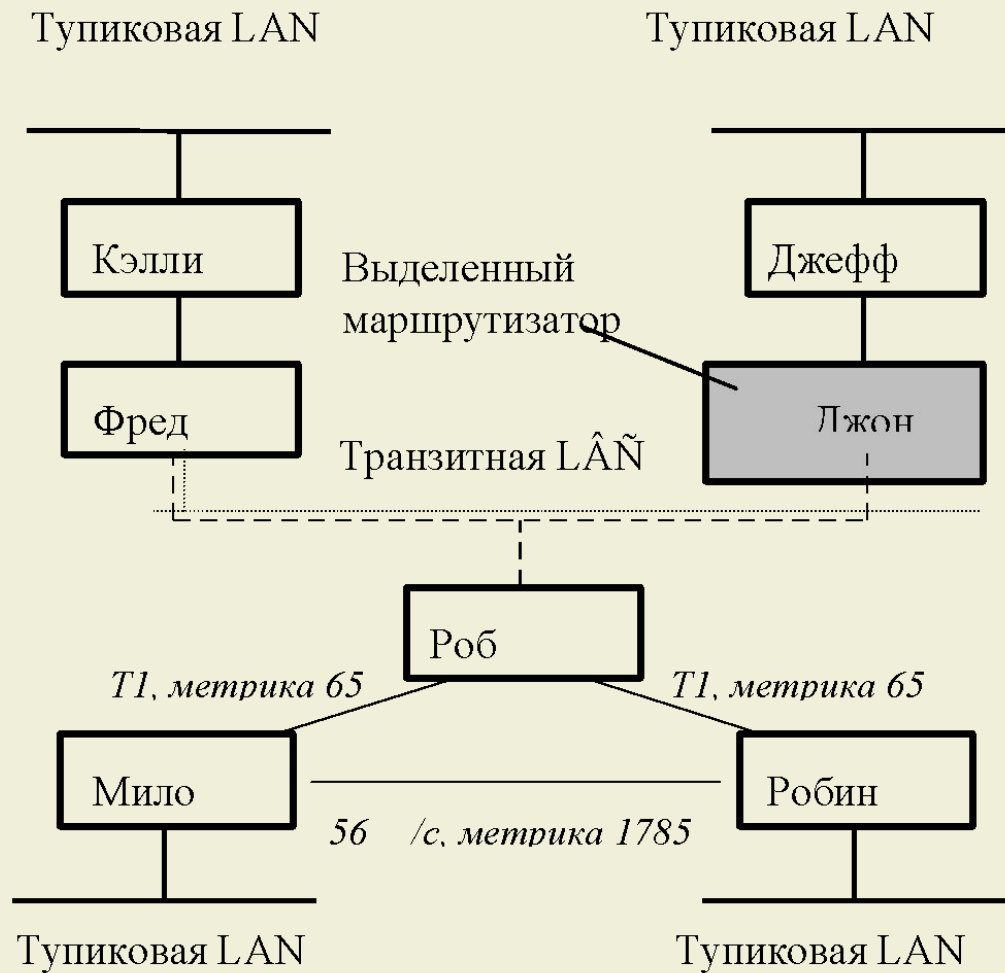 Тупиковая LAN
Тупиковая LAN
Кэлли
Джефф
Выделенный
маршрутизатор
Фред
Джон
Транзитная LÂÑ
Роб
T1, метрика 65
T1, метрика 65
Мило
Робин
56 /с, метрика 1785
Тупиковая LAN
Тупиковая LAN